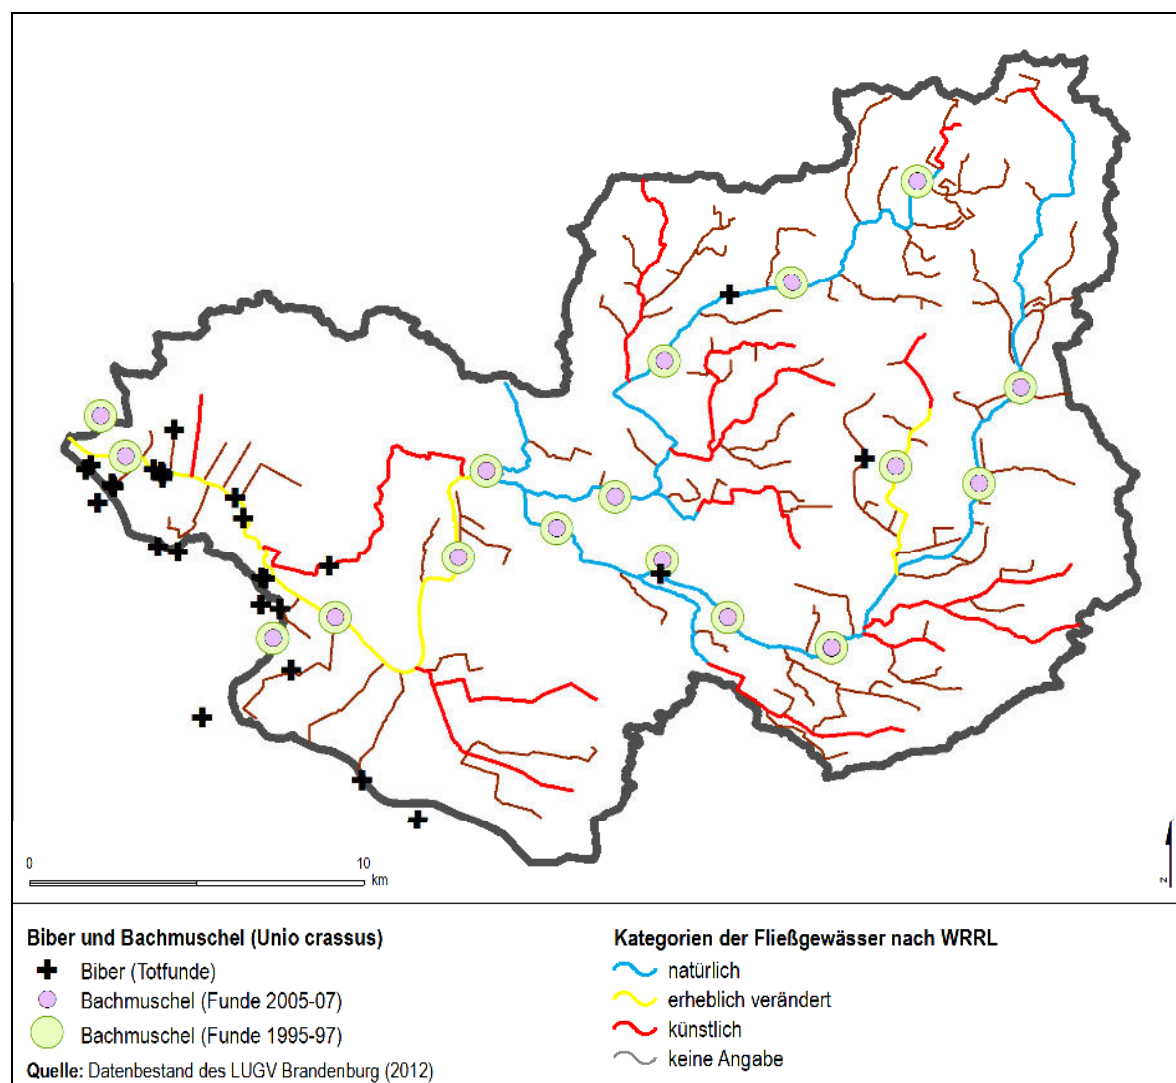 0 10
km
z
Biber und Bachmuschel (Unio crassus)
Biber (Totfunde)
Bachmuschel (Funde 2005-07)
Bachmuschel (Funde 1995-97)
Quelle: Datenbestand des LUGV Brandenburg (2012)
Kategorien der Fließgewässer nach WRRL
natürlich
erheblich verändert
künstlich
keine Angabe